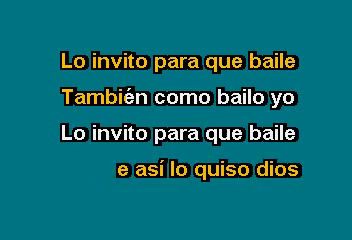 Lo invito para que baile
También como bailo yo
Lo invito para que baile
e así lo quiso dios